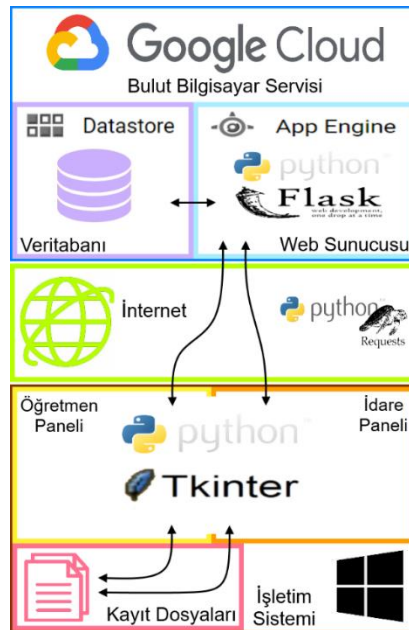 Google Cloud
Bulut Bilgisayar Servisi
Datastore
Veritabanı
App Engine
python
Flask
web development,
one drop at a time
Web Sunucusu
İnternet
python
Requests
Öğretmen
Paneli
İdare
Paneli
python
Tkinter
Kayıt Dosyaları
İşletim
Sistemi